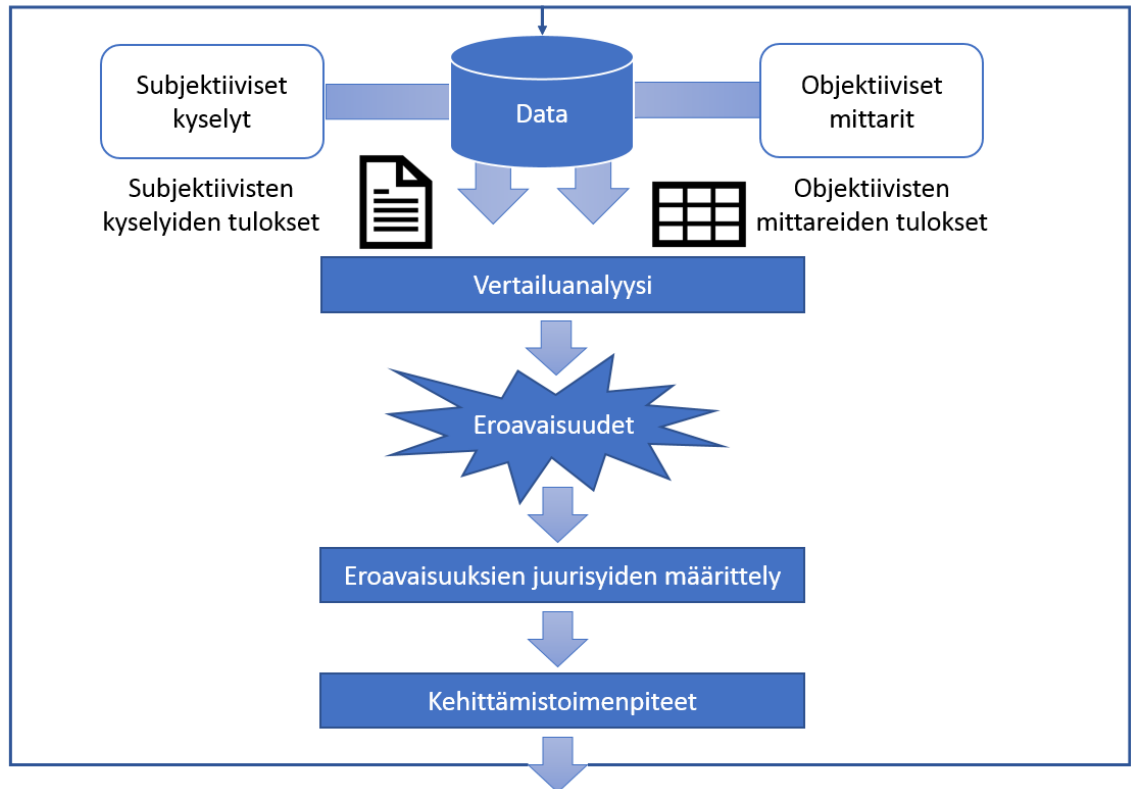 Subjektiiviset
kyselyt
Data
Objektiiviset
mittarit
Subjektiivisten
kyselyiden tulokset
Objektiivisten
mittareiden tulokset
Vertailuanalyysi
Eroavaisuudet
Eroavaisuuksien juurisyiden määrittely
Kehittämistoimenpiteet